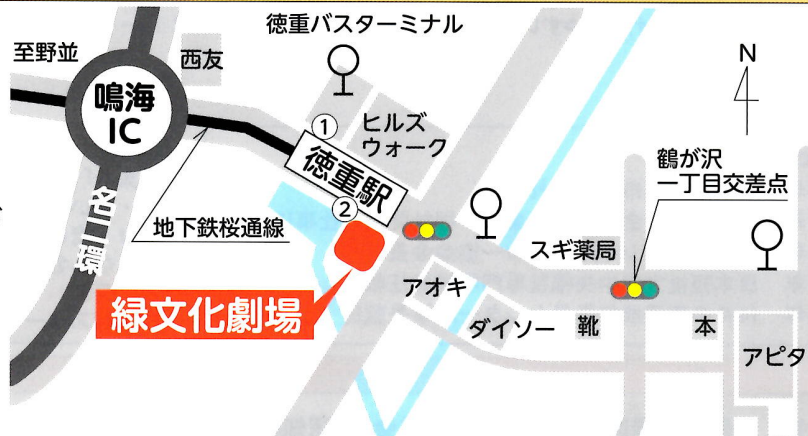 徳重バスターミナル
至野並
西友
N
鳴海
IC
①
ヒルズ
ウォーク
徳重駅
鶴が沢
一丁目交差点
②
地下鉄桜通線
名二環
スギ薬局
アオキ
緑文化劇場
ダイソー
靴
本
アピタ